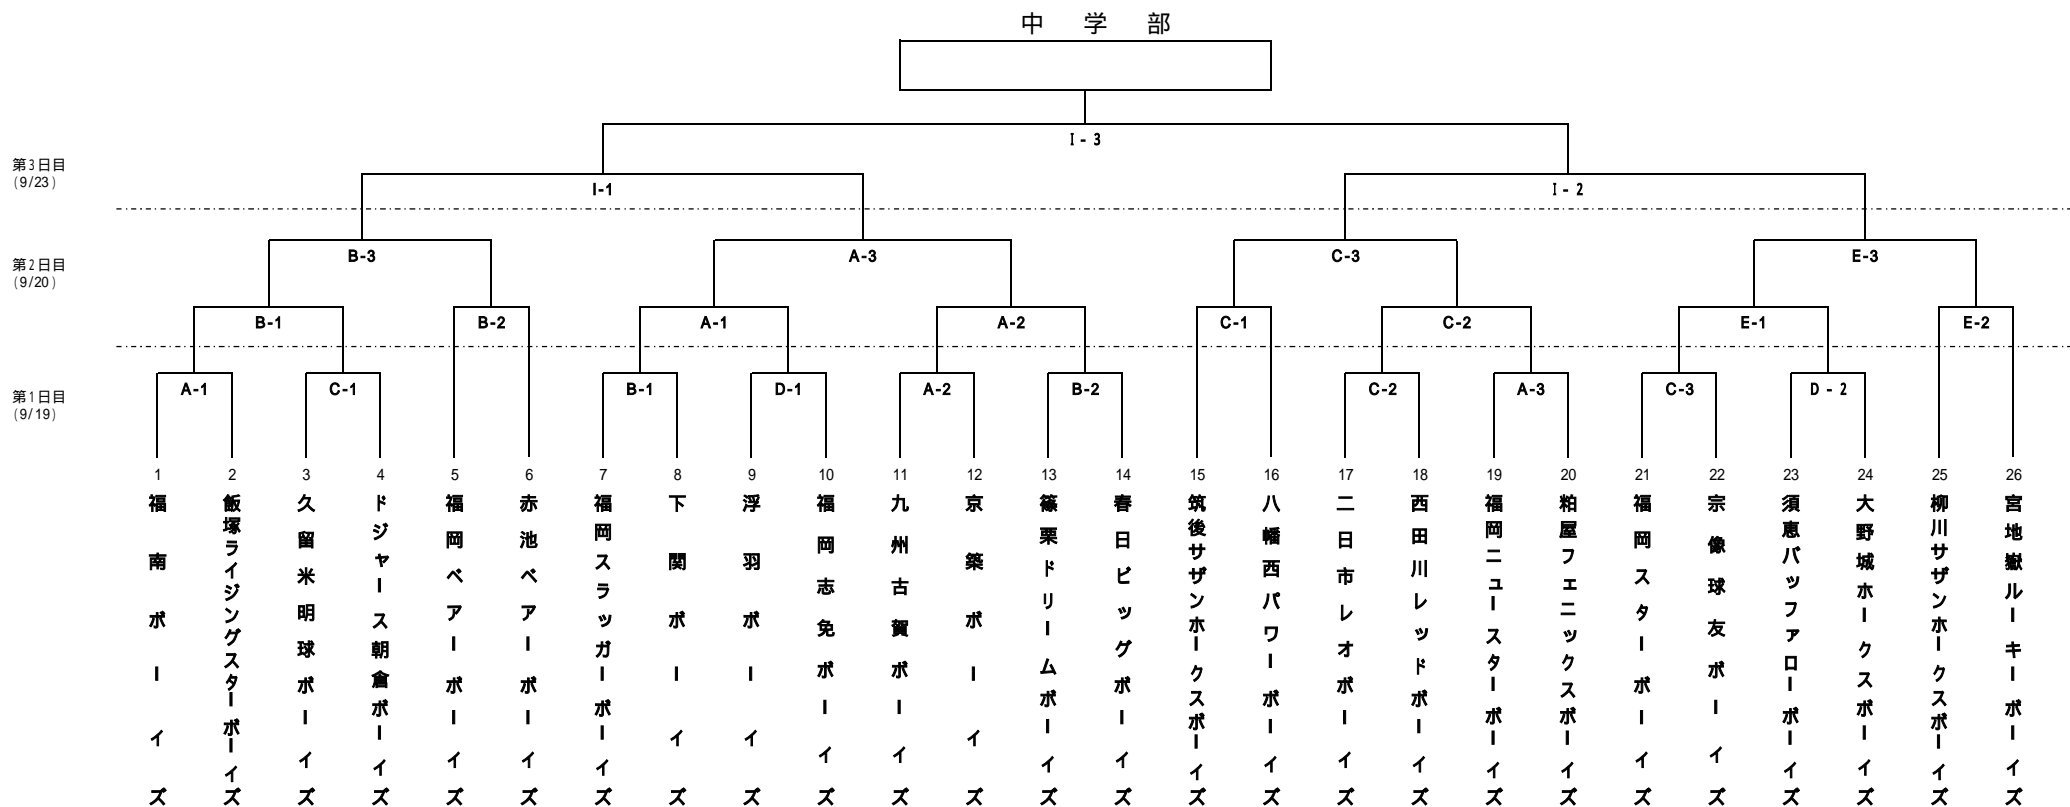 中 学 部
I - 3
第3日目
(9/23)
I-1
I - 2
第2日目
(9/20)
B-3
A-3
C-3
E-3
B-1
B-2
A-1
A-2
C-1
C-2
E-1
E-2
第1日目
(9/19)
A-1
C-1
B-1
D-1
A-2
B-2
C-2
A-3
C-3
D - 2
1
福南ボーイズ
2
飯塚ライジングスターボーイズ
3
久留米明球ボーイズ
4
ドジャース朝倉ボーイズ
5
福岡ベアーボーイズ
6
赤池ベアーボーイズ
7
福岡スラッガーボーイズ
8
下関ボーイズ
9
浮羽ボーイズ
10
福岡志免ボーイズ
11
九州古賀ボーイズ
12
京築ボーイズ
13
篠栗ドリームボーイズ
14
春日ビッグボーイズ
15
筑後サザンホークスボーイズ
16
八幡西パワーボーイズ
17
二日市レオボーイズ
18
西田川レッドボーイズ
19
福岡ニュースターボーイズ
20
粕屋フェニックスボーイズ
21
福岡スターボーイズ
22
宗像球友ボーイズ
23
須恵バッファローボーイズ
24
大野城ホークスボーイズ
25
柳川サザンホークスボーイズ
26
宮地嶽ルーキーボーイズ